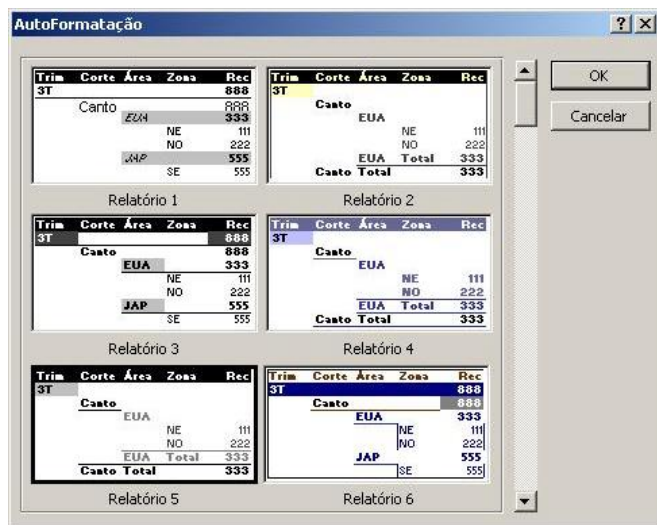 AutoFormatação
OK
Cancelar
Trim Corte Área Zona Rec
3T 888
Canto 888
EUA 333
NE 111
NO 222
JAP 555
SE 555
Relatório 1
Trim Corte Área Zona Rec
3T
Canto
EUA
NE 111
NO 222
EUA Total 333
Canto Total 333
Relatório 2
Trim Corte Área Zona Rec
3T 888
Canto 888
EUA 333
NE 111
NO 222
JAP 555
SE 555
Relatório 3
Trim Corte Área Zona Rec
3T
Canto
EUA
NE 111
NO 222
EUA Total 333
Canto Total 333
Relatório 4
Trim Corte Área Zona Rec
3T
Canto
EUA
NE 111
NO 222
EUA Total 333
Canto Total 333
Relatório 5
Trim Corte Área Zona Rec
3T 888
Canto 888
EUA 333
NE 111
NO 222
JAP 555
SE 555
Relatório 6